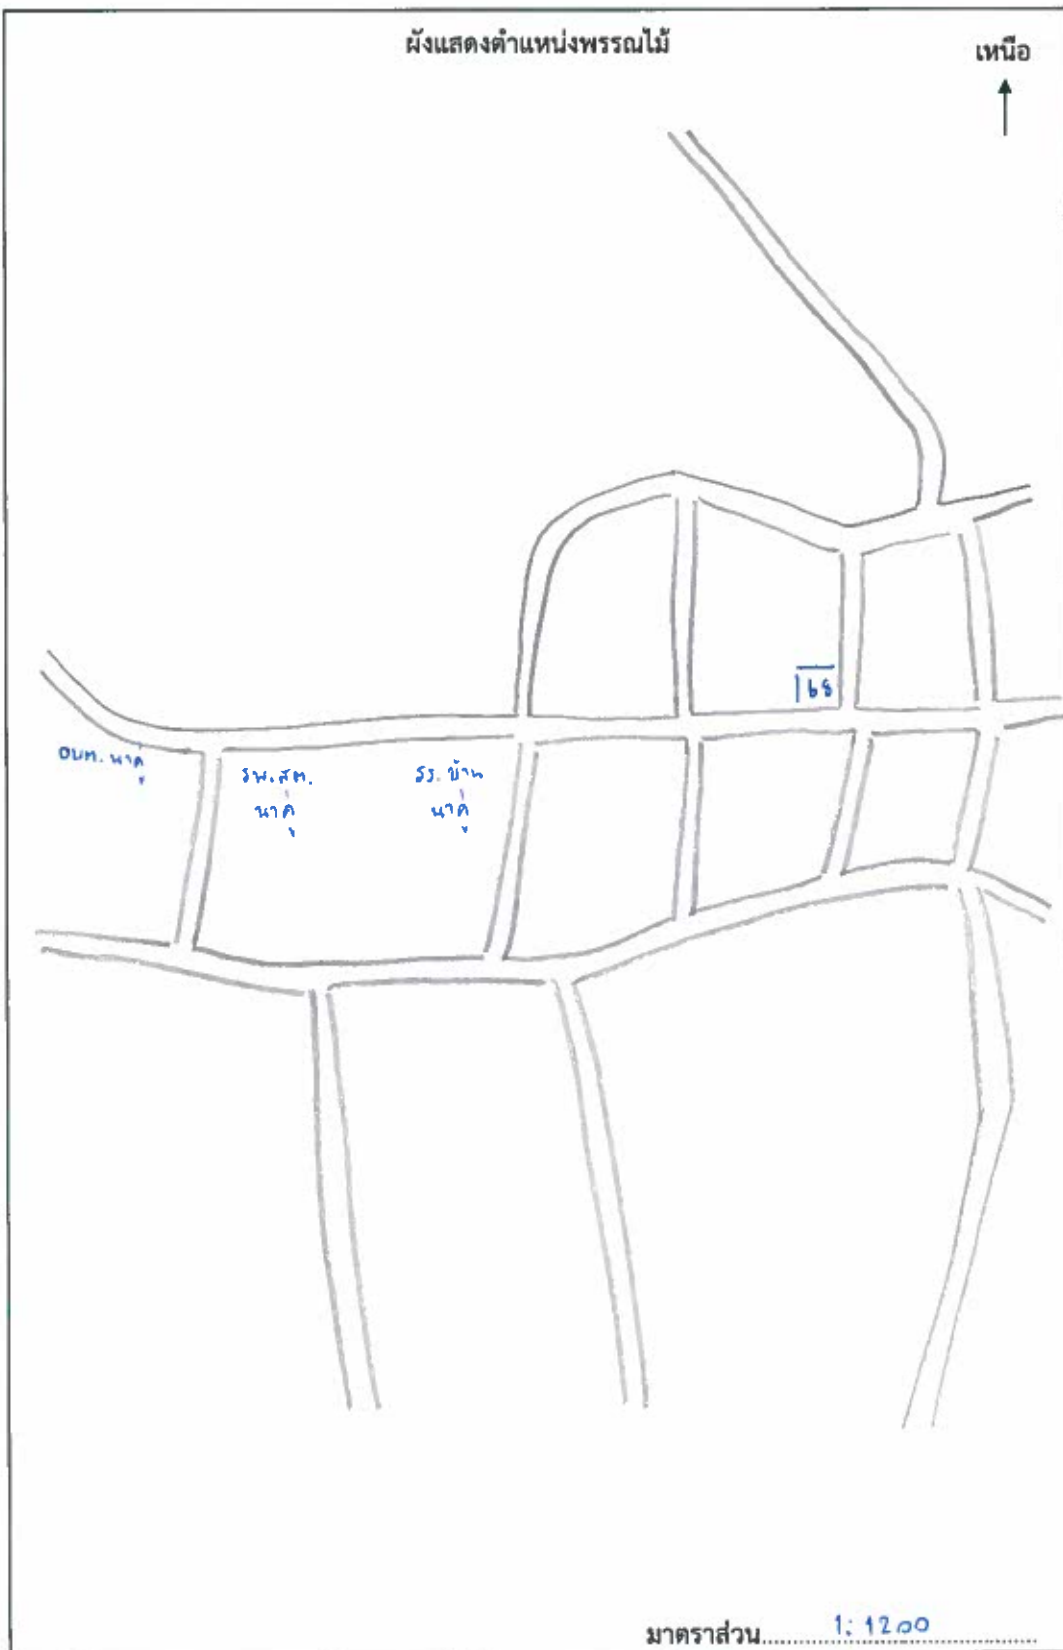 ผังแสดงตำแหน่งพรรณไม้
เหนือ
168
อบต. นาคู่
รพ.สต.
นาคู่
รร. บ้าน
นาคู่
มาตราส่วน 1: 1200